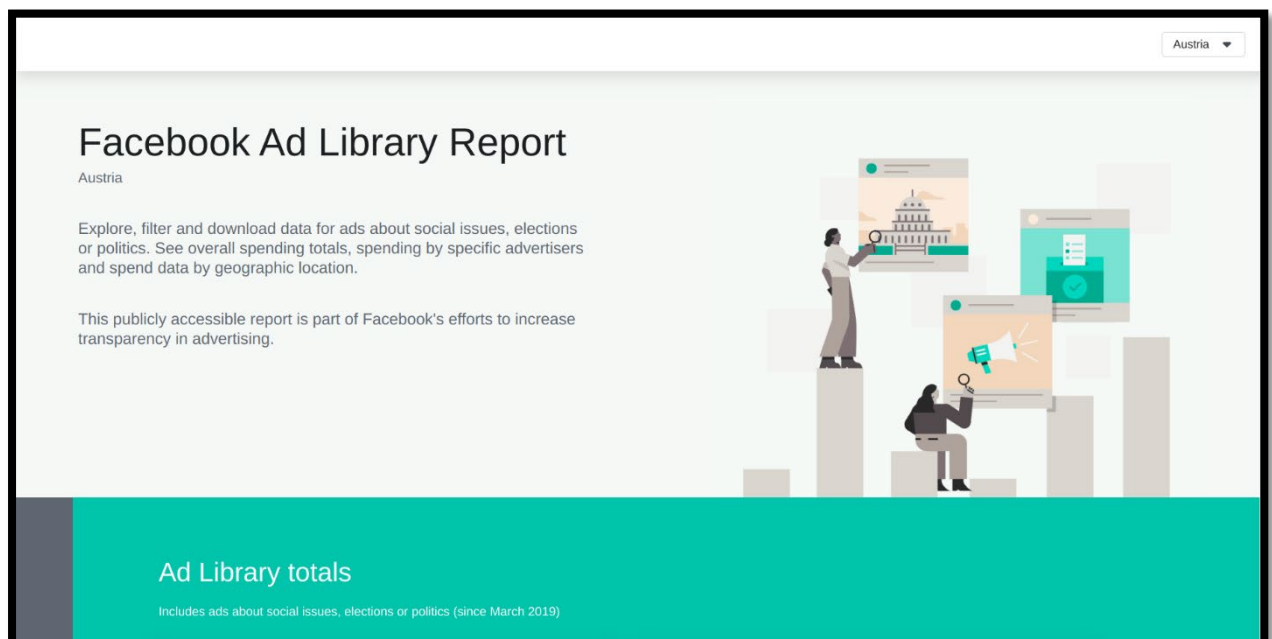 Austria
Facebook Ad Library Report
Austria
Explore, filter and download data for ads about social issues, elections
or politics. See overall spending totals, spending by specific advertisers
and spend data by geographic location.
This publicly accessible report is part of Facebook's efforts to increase
transparency in advertising.
Ad Library totals
Includes ads about social issues, elections or politics (since March 2019)